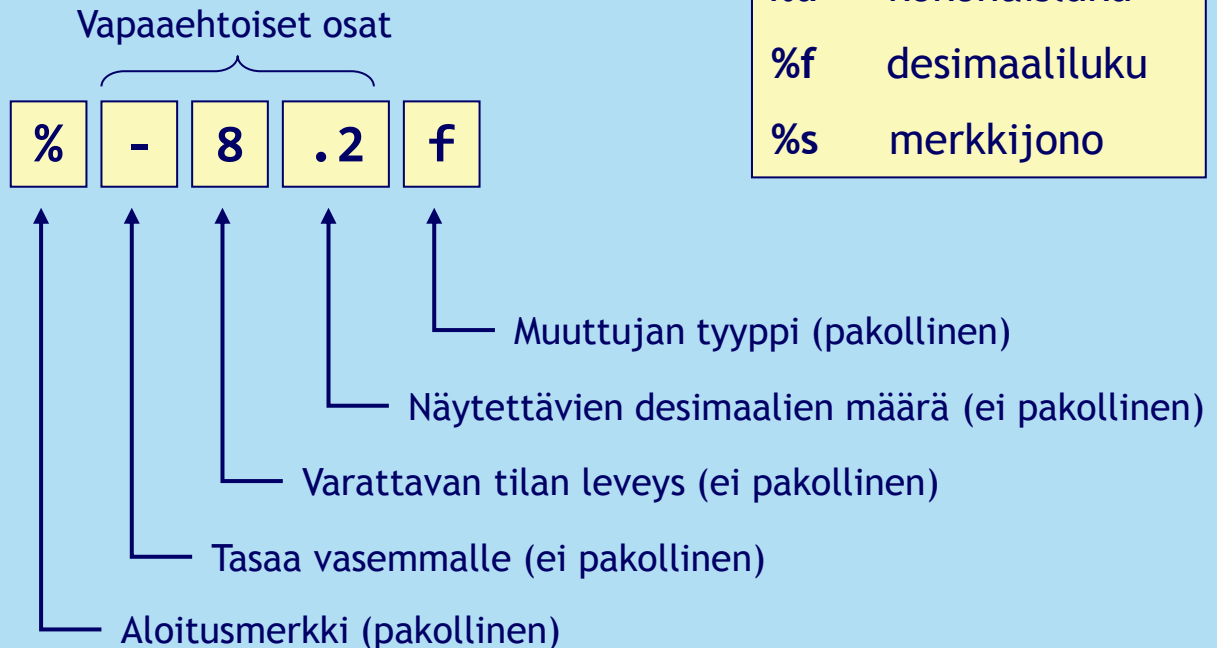 Vapaaehtoiset osat
%f desimaaliluku
%s merkkijono
% - 8 .2 f
Muuttujan tyyppi (pakollinen)
Näytettävien desimaalien määrä (ei pakollinen)
Varattavan tilan leveys (ei pakollinen)
Tasaa vasemmalle (ei pakollinen)
Aloitusmerkki (pakollinen)